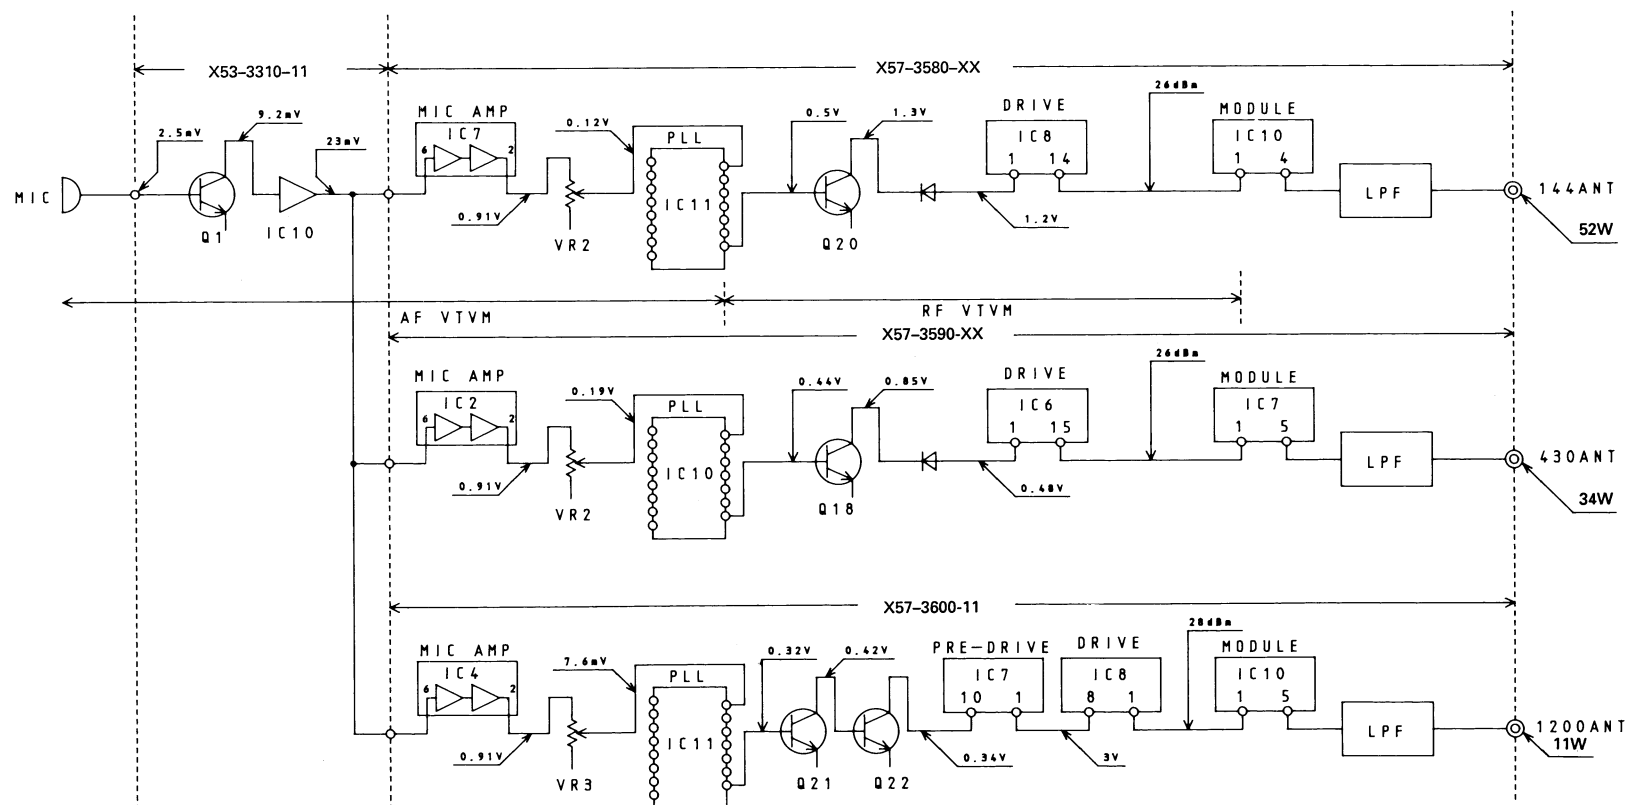 X53-3310-11
X57-3580-XX
MIC
2.5mV
9.2mV
23mV
Q1
IC10
MIC AMP
IC7
6 2
0.91V
VR2
0.12V
PLL
IC11
0.5V
1.3V
Q20
1.2V
DRIVE
IC8
1 14
26dBm
MODULE
IC10
1 4
LPF
144ANT
52W
AF VTVM
RF VTVM
X57-3590-XX
MIC AMP
IC2
6 2
0.91V
VR2
0.19V
PLL
IC10
0.44V
0.85V
Q18
0.48V
DRIVE
IC6
1 15
26dBm
MODULE
IC7
1 5
LPF
430ANT
34W
X57-3600-11
MIC AMP
IC4
6 2
0.91V
VR3
7.6mV
PLL
IC11
0.32V
0.42V
Q21
Q22
0.34V
PRE-DRIVE
IC7
10 1
3V
DRIVE
IC8
8 1
28dBm
MODULE
IC10
1 5
LPF
1200ANT
11W